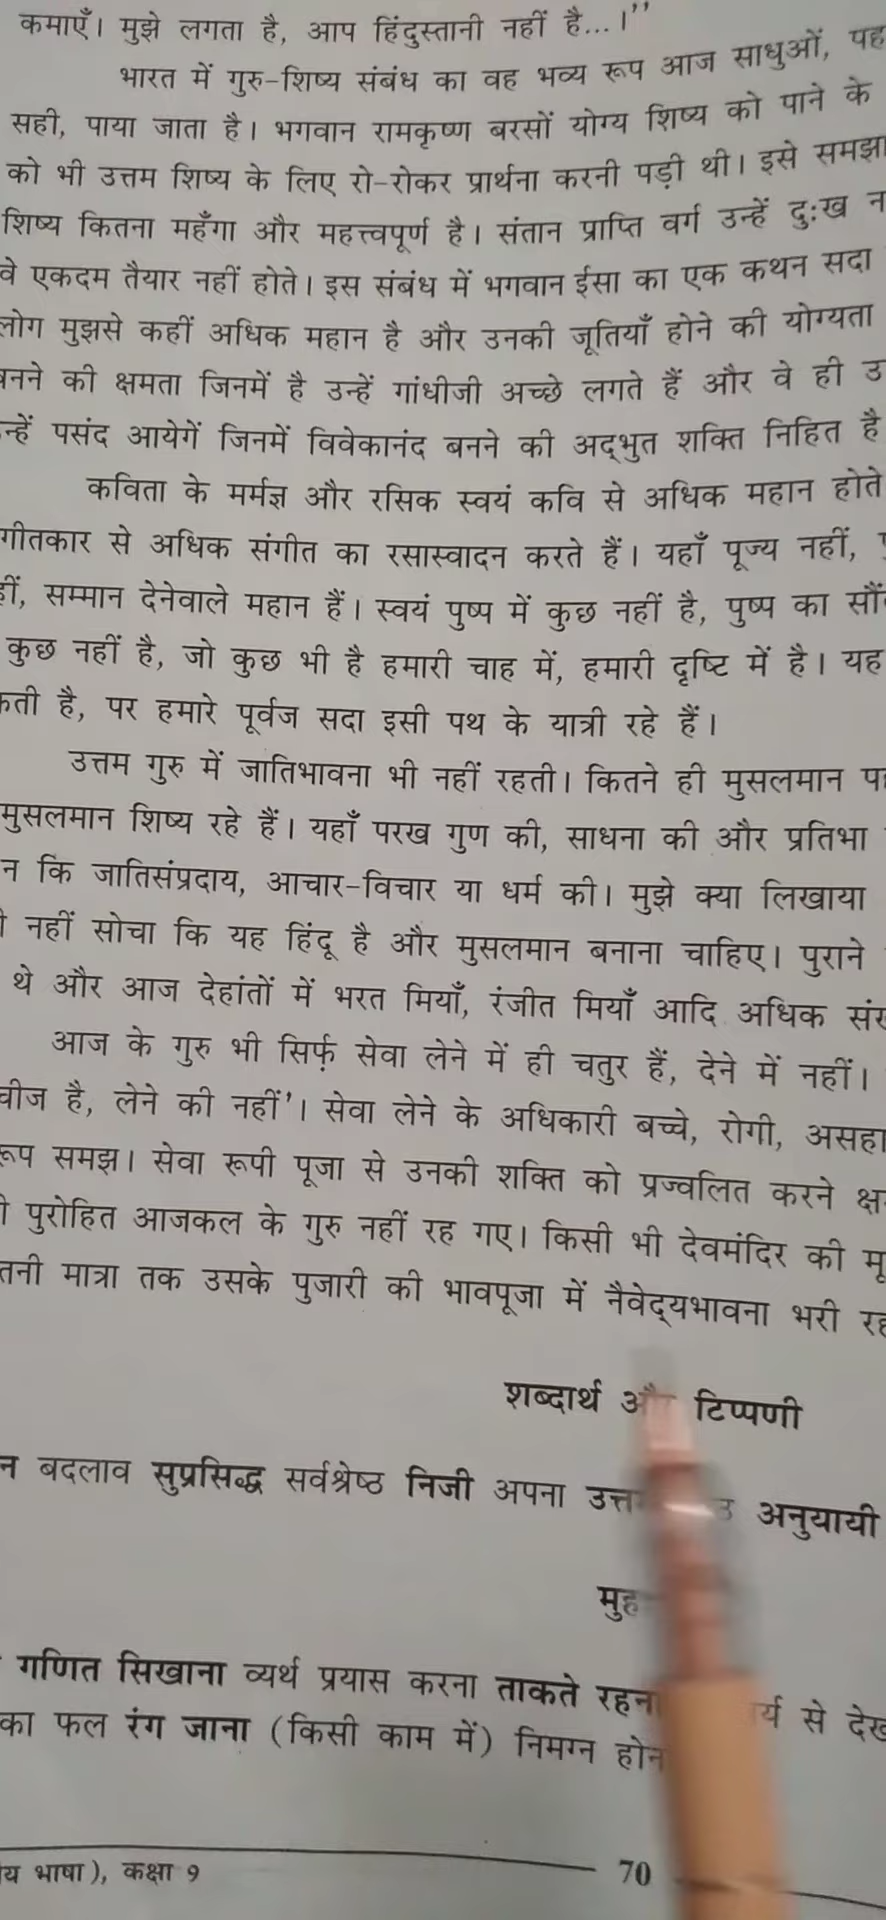 कमाएँ। मुझे लगता है, आप हिंदुस्तानी नहीं है...।”
भारत में गुरु-शिष्य संबंध का वह भव्य रूप आज साधुओं,
सही, पाया जाता है। भगवान रामकृष्ण बरसों योग्य शिष्य को पाने के
को भी उत्तम शिष्य के लिए रो-रोकर प्रार्थना करनी पड़ी थी। इसे समझा
शिष्य कितना महँगा और महत्त्वपूर्ण है। संतान प्राप्ति वर्ग उन्हें दुःख
वे एकदम तैयार नहीं होते। इस संबंध में भगवान ईसा का एक कथन सदा
लोग मुझसे कहीं अधिक महान है और उनकी जूतियाँ होने की योग्यता
की क्षमता जिनमें है उन्हें गांधीजी अच्छे लगते हैं और वे ही
पसंद आयेगें जिनमें विवेकानंद बनने की अद्भुत शक्ति निहित है
कविता के मर्मज्ञ और रसिक स्वयं कवि से अधिक महान होते
गीतकार से अधिक संगीत का रसास्वादन करते हैं। यहाँ पूज्य नहीं,
सम्मान देनेवाले महान हैं। स्वयं पुष्प में कुछ नहीं है, पुष्प का
कुछ नहीं है, जो कुछ भी है हमारी चाह में, हमारी दृष्टि में है। यह
है, पर हमारे पूर्वज सदा इसी पथ के यात्री रहे हैं।
उत्तम गुरु में जातिभावना भी नहीं रहती। कितने ही मुसलमान
मुसलमान शिष्य रहे हैं। यहाँ परख गुण की, साधना की और प्रतिभा
न कि जातिसंप्रदाय, आचार-विचार या धर्म की। मुझे क्या लिखाया
नहीं सोचा कि यह हिंदू है और मुसलमान बनाना चाहिए। पुराने
थे और आज देहांतों में भरत मियाँ, रंजीत मियाँ आदि अधिक
आज के गुरु भी सिर्फ़ सेवा लेने में ही चतुर हैं, देने में नहीं।
है, लेने की नहीं’। सेवा लेने के अधिकारी बच्चे, रोगी,
समझ। सेवा रूपी पूजा से उनकी शक्ति को प्रज्वलित करने
पुरोहित आजकल के गुरु नहीं रह गए। किसी भी देवमंदिर की
मात्रा तक उसके पुजारी की भावपूजा में नैवेद्यभावना भरी
शब्दार्थ और टिप्पणी
बदलाव सुप्रसिद्ध सर्वश्रेष्ठ निजी अपना अनुयायी
गणित सिखाना व्यर्थ प्रयास करना ताकते रहना से
का फल रंग जाना (किसी काम में) निमग्न
भाषा), कक्षा 9
70